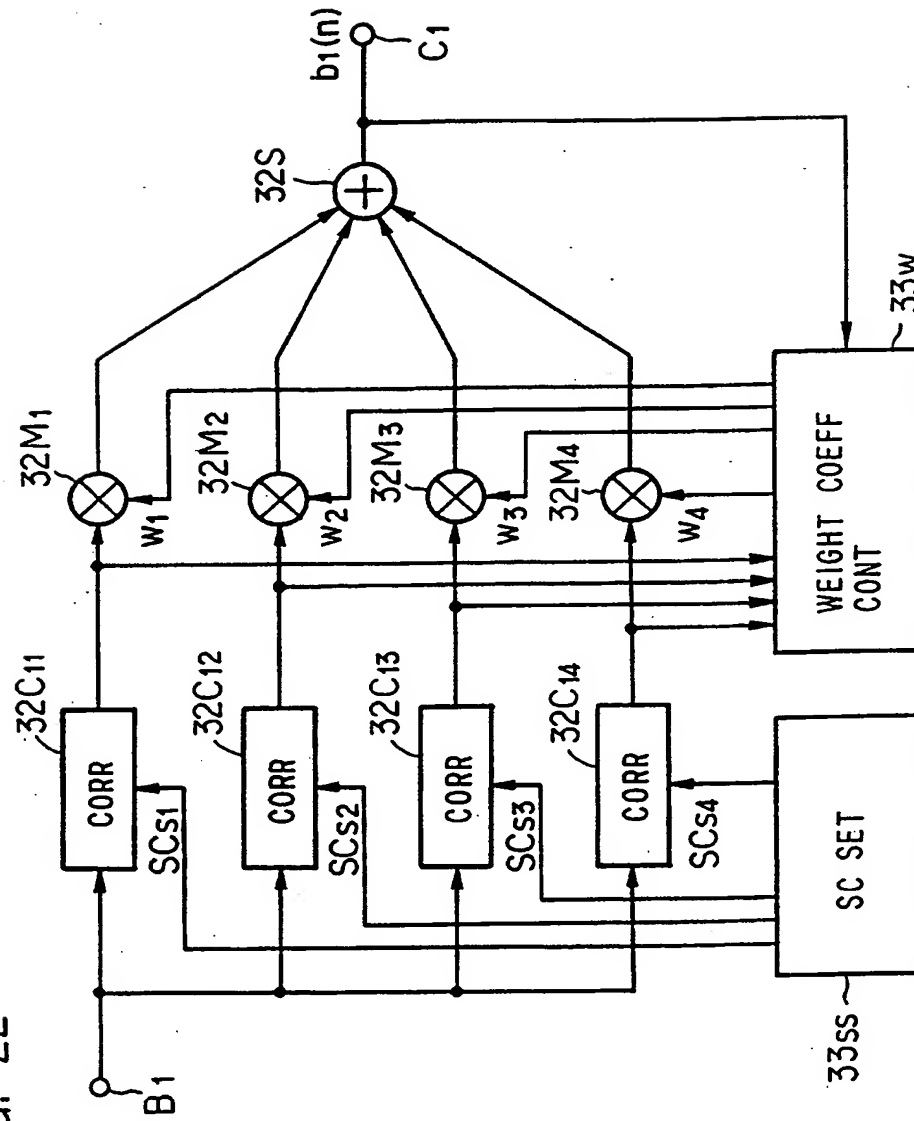 22
b1(n)
C1
32S
32M1
32M2
32M3
32M4
W1
W2
W3
W4
33W
WEIGHT COEFF
CONT
32C11
32C12
32C13
32C14
CORR
CORR
CORR
CORR
SCS1
SCS2
SCS3
SCS4
SC SET
33SS
B1